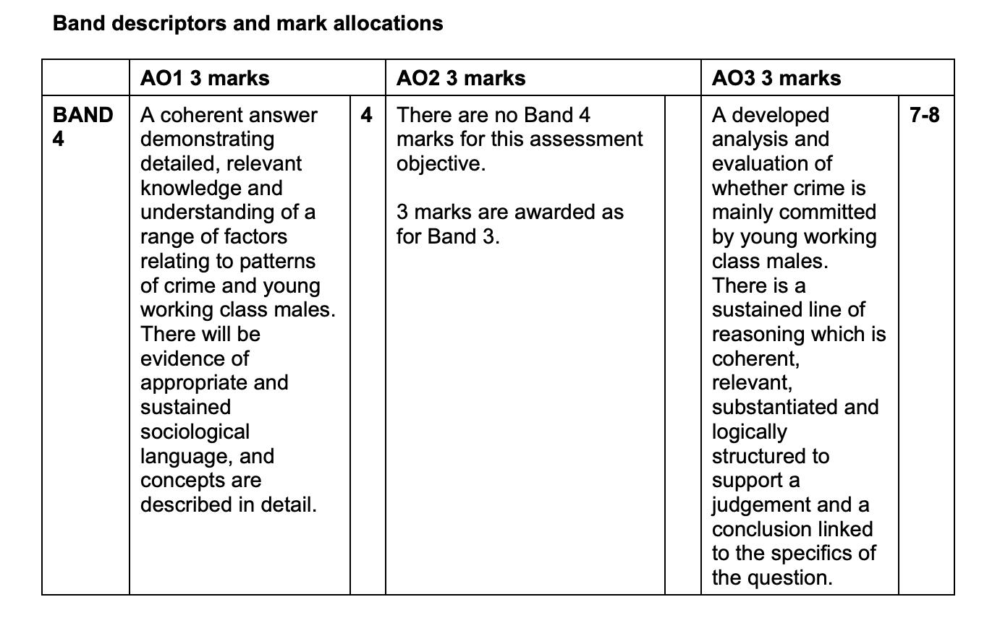 Band descriptors and mark allocations
AO1 3 marks
AO2 3 marks
AO3 3 marks
BAND
4
A coherent answer
demonstrating
detailed, relevant
knowledge and
understanding of a
range of factors
relating to patterns
of crime and young
working class males.
There will be
evidence of
appropriate and
sustained
sociological
language, and
concepts are
described in detail.
4
There are no Band 4
marks for this assessment
objective.
3 marks are awarded as
for Band 3.
A developed
analysis and
evaluation of
whether crime is
mainly committed
by young working
class males.
There is a
sustained line of
reasoning which is
coherent,
relevant,
substantiated and
logically
structured to
support a
judgement and a
conclusion linked
to the specifics of
the question.
7-8